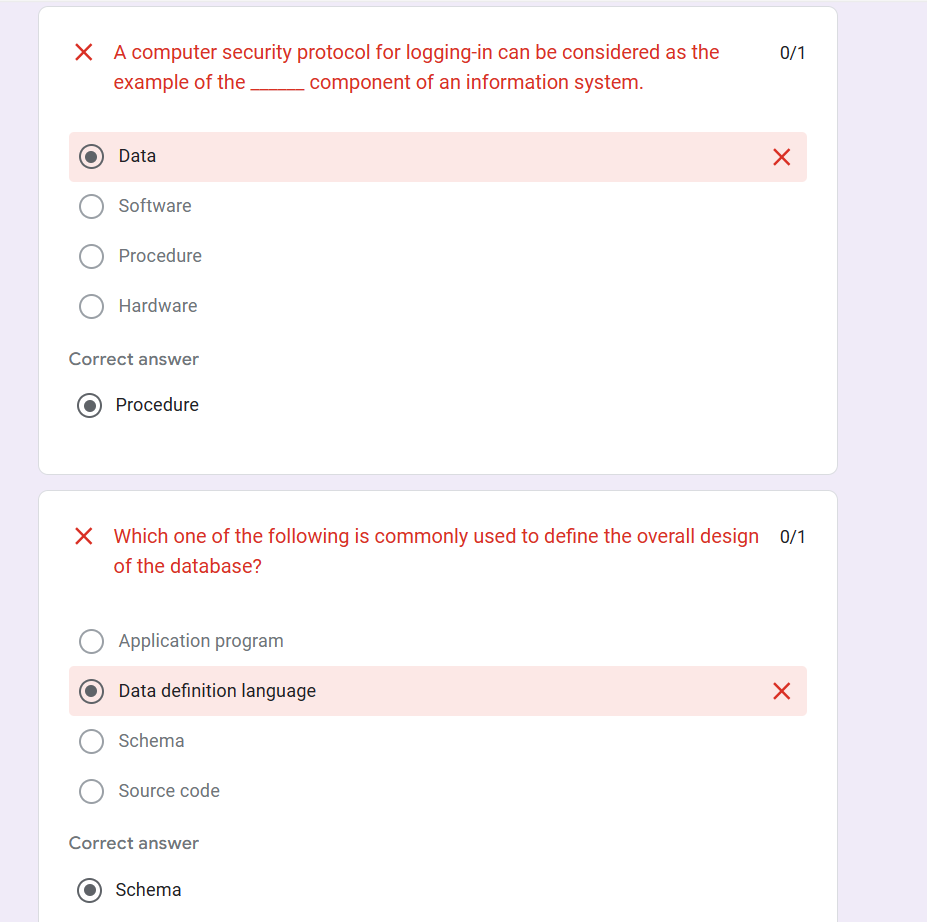 A computer security protocol for logging-in can be considered as the 0/1
example of the ______ component of an information system.
Data
Software
Procedure
Hardware
Correct answer
Procedure
Which one of the following is commonly used to define the overall design 0/1
of the database?
Application program
Data definition language
Schema
Source code
Correct answer
Schema